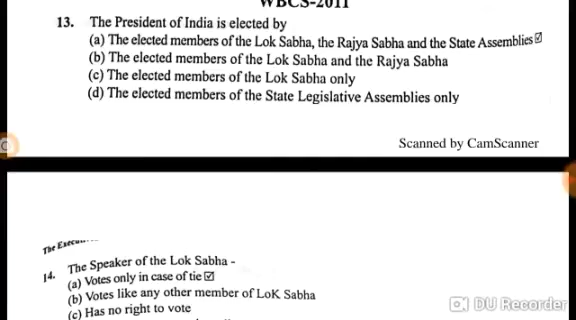 WBCS-2011
13. The President of India is elected by
(a) The elected members of the Lok Sabha, the Rajya Sabha and the State Assemblies ☑
(b) The elected members of the Lok Sabha and the Rajya Sabha
(c) The elected members of the Lok Sabha only
(d) The elected members of the State Legislative Assemblies only
Scanned by CamScanner
The
14. The Speaker of the Lok Sabha -
(a) Votes only in case of tie ☑
(b) Votes like any other member of LoK Sabha
(c) Has no right to vote
DU Recorder